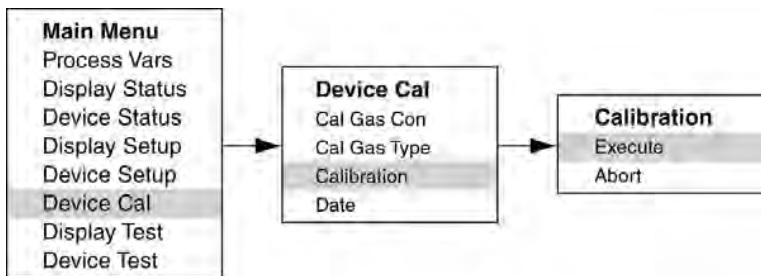 Main Menu
Process Vars
Display Status
Device Status
Display Setup
Device Setup
Device Cal
Display Test
Device Test
Device Cal
Cal Gas Con
Cal Gas Type
Calibration
Date
Calibration
Execute
Abort